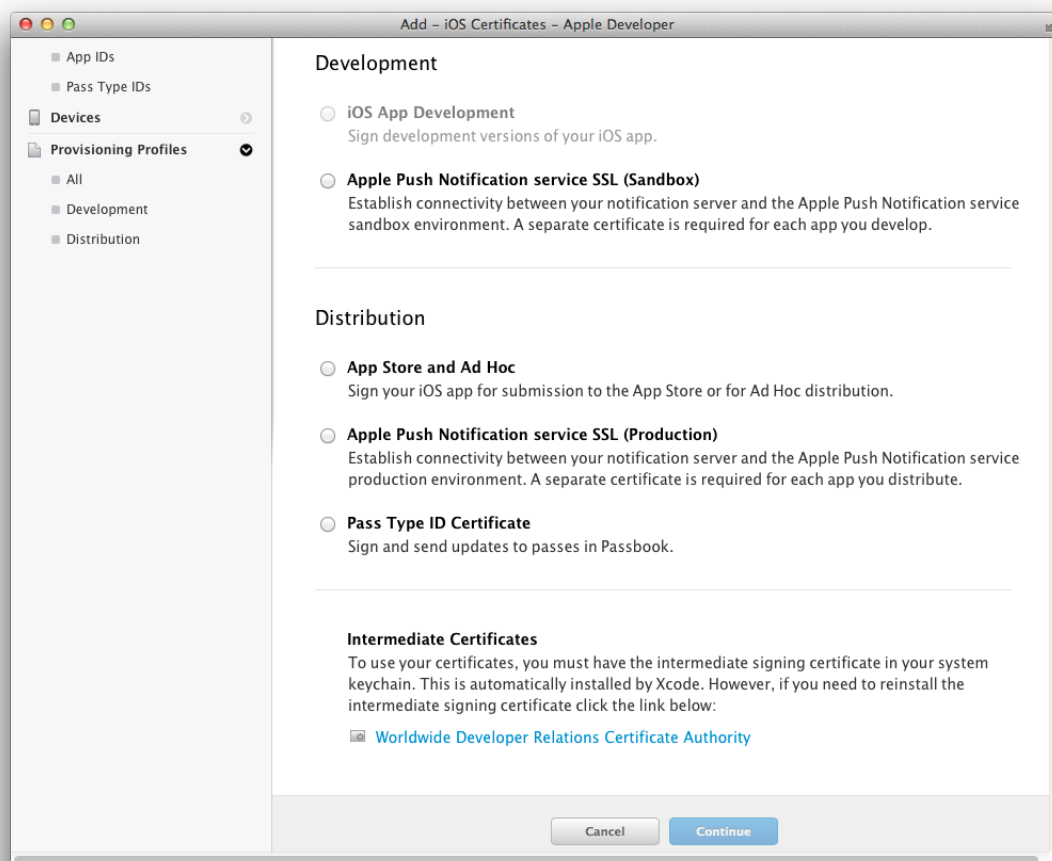 Add – iOS Certificates – Apple Developer
App IDs
Pass Type IDs
Devices
Provisioning Profiles
All
Development
Distribution
Development
iOS App Development
Sign development versions of your iOS app.
Apple Push Notification service SSL (Sandbox)
Establish connectivity between your notification server and the Apple Push Notification service
sandbox environment. A separate certificate is required for each app you develop.
Distribution
App Store and Ad Hoc
Sign your iOS app for submission to the App Store or for Ad Hoc distribution.
Apple Push Notification service SSL (Production)
Establish connectivity between your notification server and the Apple Push Notification service
production environment. A separate certificate is required for each app you distribute.
Pass Type ID Certificate
Sign and send updates to passes in Passbook.
Intermediate Certificates
To use your certificates, you must have the intermediate signing certificate in your system
keychain. This is automatically installed by Xcode. However, if you need to reinstall the
intermediate signing certificate click the link below:
Worldwide Developer Relations Certificate Authority
Cancel
Continue